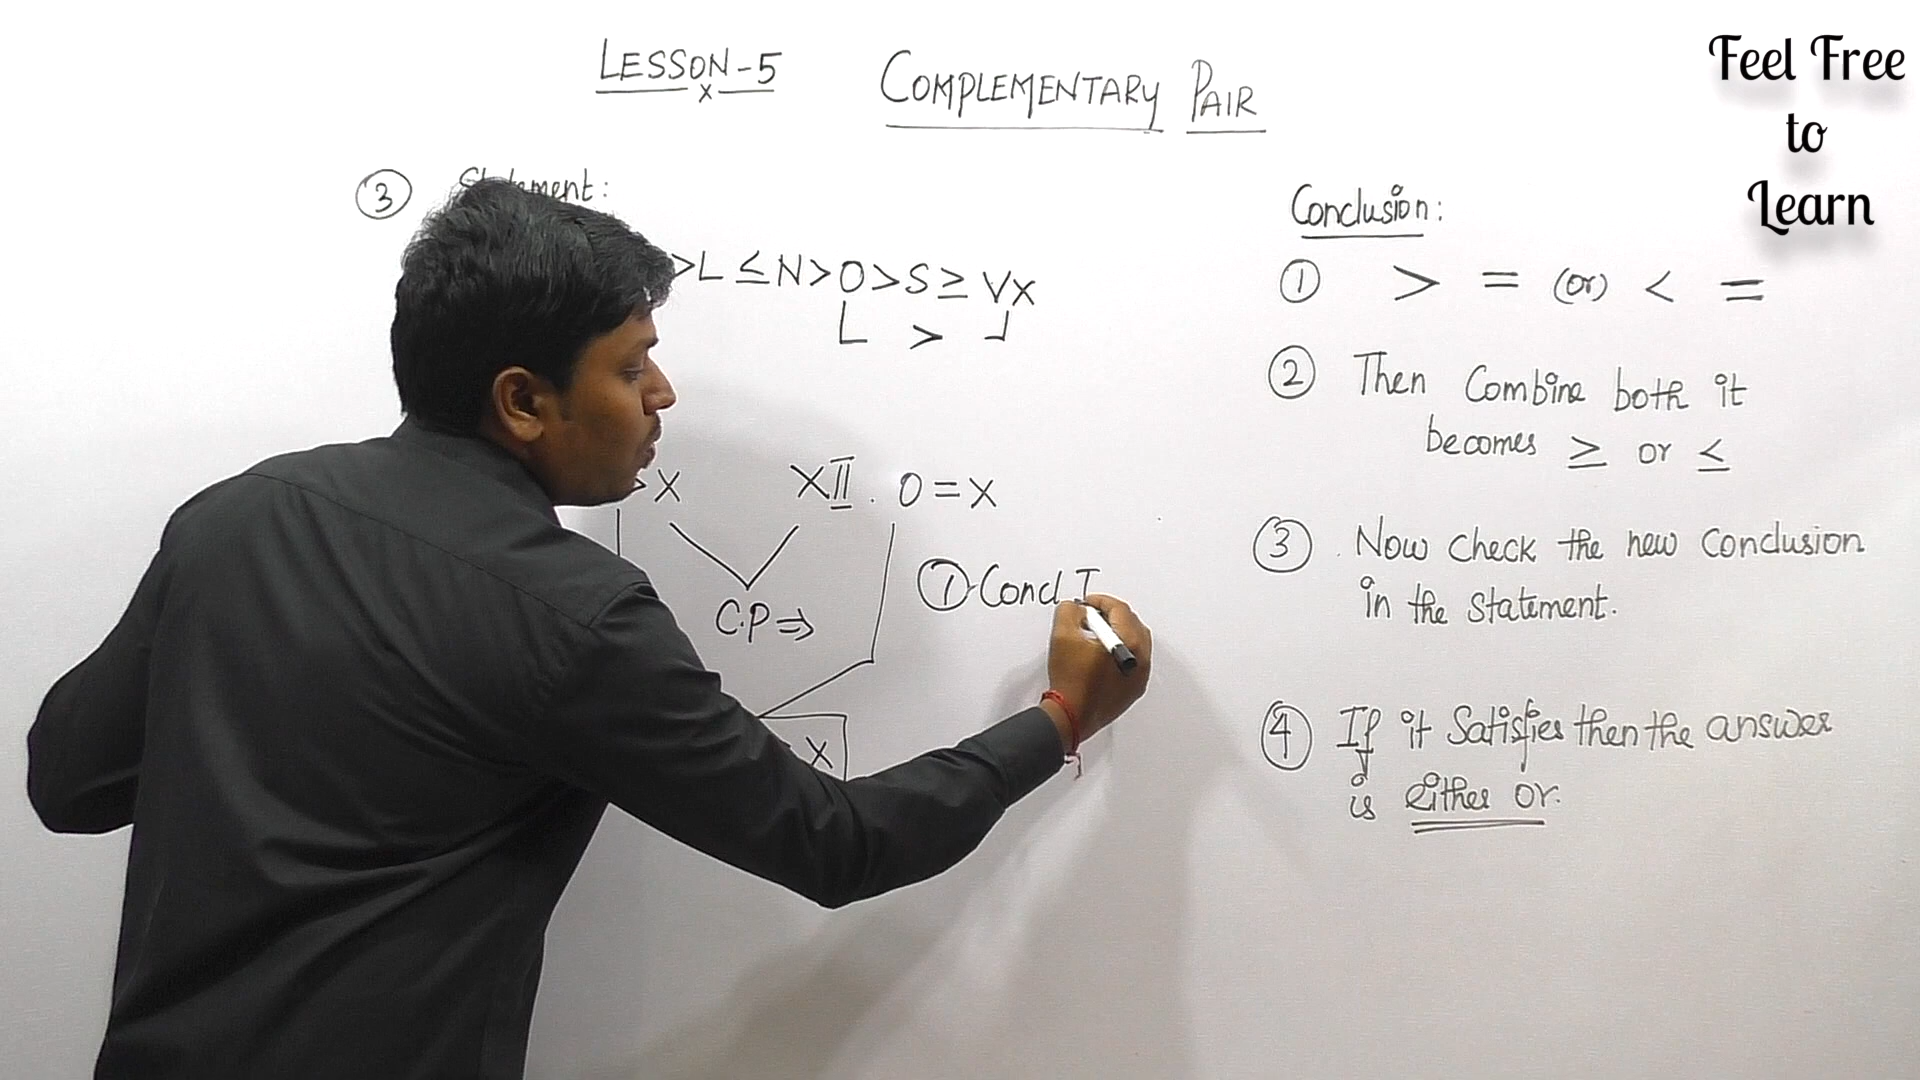 LESSON-5
x
COMPLEMENTARY PAIR
Feel Free
to
Learn
3 Statement:
>L ≤ N > O > S ≥ V X
>
> X
X II. O = X
C.P ⇒
1 Concl I
X
Conclusion:
1 > = (or) < =
2 Then Combine both it
becomes ≥ or ≤
3 Now check the new Conclusion
in the statement.
4 If it Satisfies then the answer
is either or.